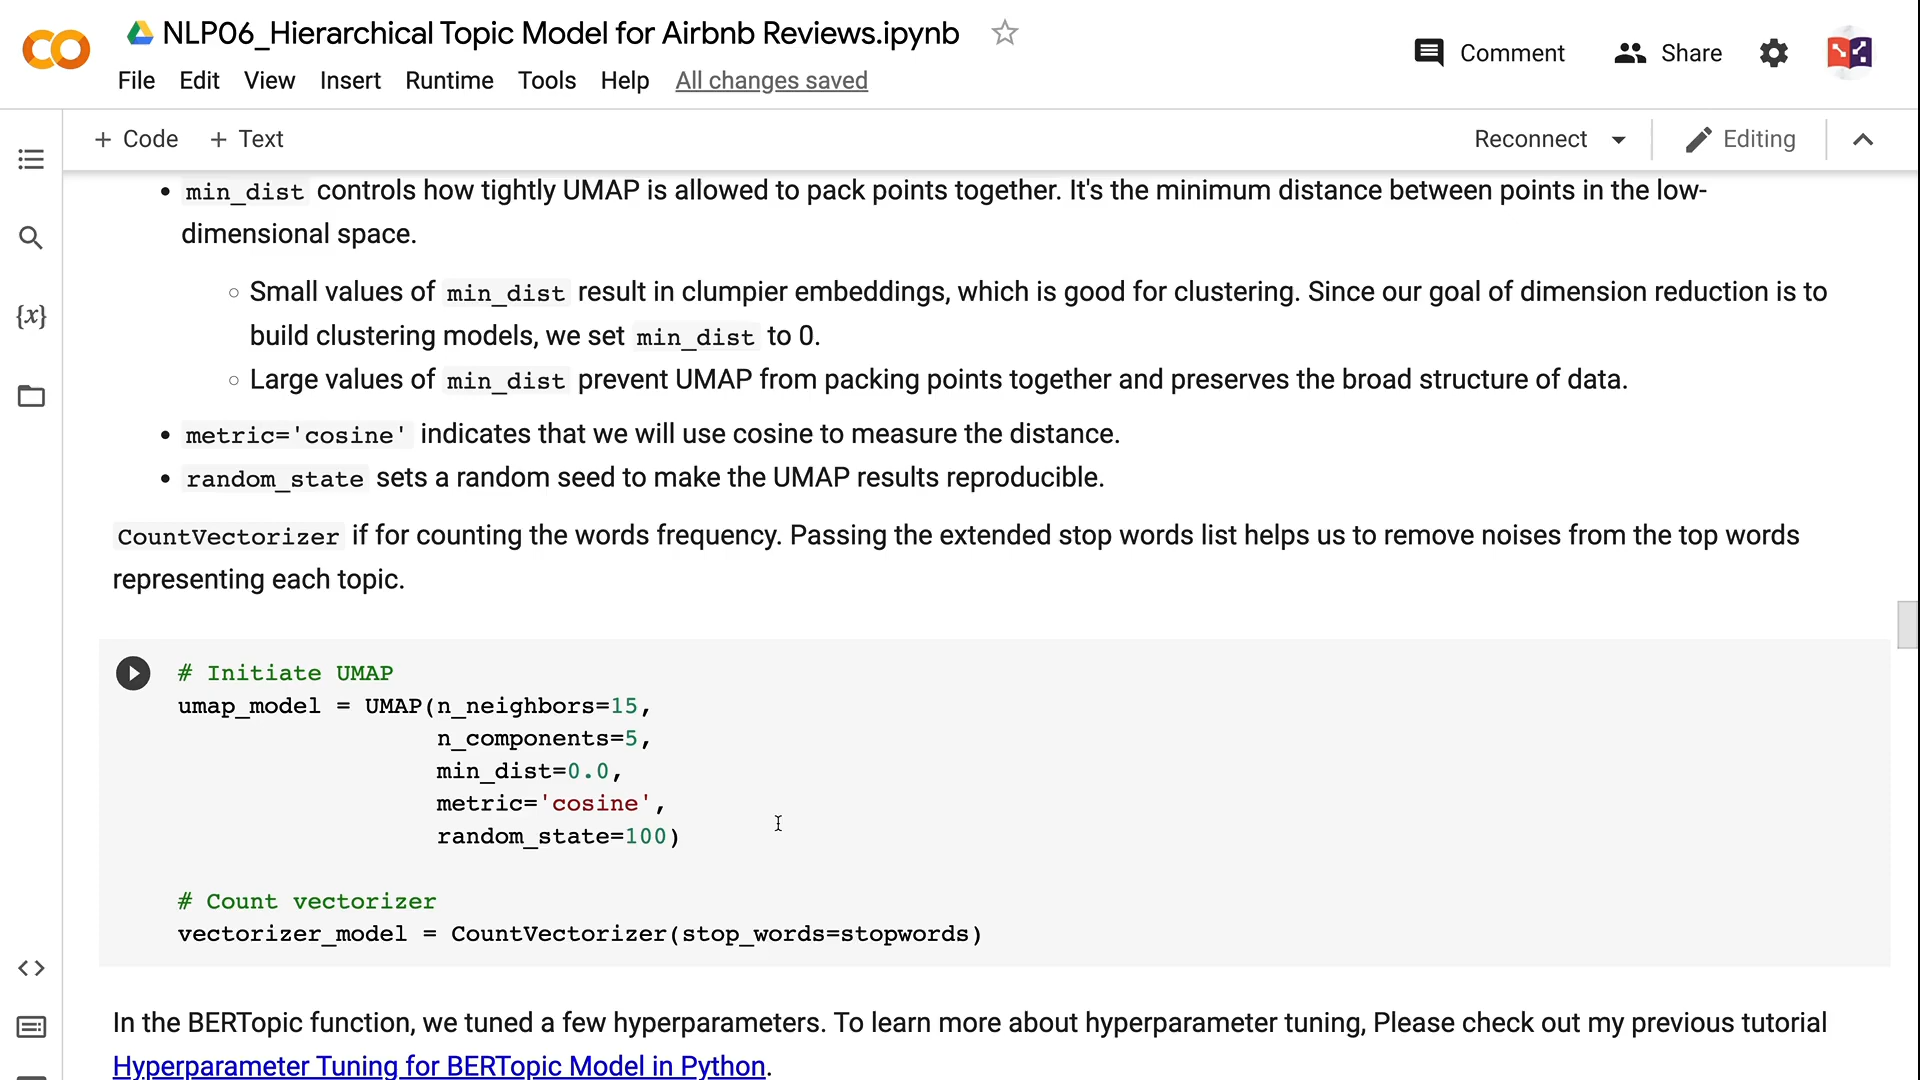 NLP06_Hierarchical Topic Model for Airbnb Reviews.ipynb
Comment Share
File Edit View Insert Runtime Tools Help All changes saved
+ Code + Text Reconnect Editing
• min_dist controls how tightly UMAP is allowed to pack points together. It's the minimum distance between points in the low-
dimensional space.
◦ Small values of min_dist result in clumpier embeddings, which is good for clustering. Since our goal of dimension reduction is to
build clustering models, we set min_dist to 0.
◦ Large values of min_dist prevent UMAP from packing points together and preserves the broad structure of data.
• metric='cosine' indicates that we will use cosine to measure the distance.
• random_state sets a random seed to make the UMAP results reproducible.
CountVectorizer if for counting the words frequency. Passing the extended stop words list helps us to remove noises from the top words
representing each topic.
# Initiate UMAP
umap_model = UMAP(n_neighbors=15,
n_components=5,
min_dist=0.0,
metric='cosine',
random_state=100)
# Count vectorizer
vectorizer_model = CountVectorizer(stop_words=stopwords)
In the BERTopic function, we tuned a few hyperparameters. To learn more about hyperparameter tuning, Please check out my previous tutorial
Hyperparameter Tuning for BERTopic Model in Python.